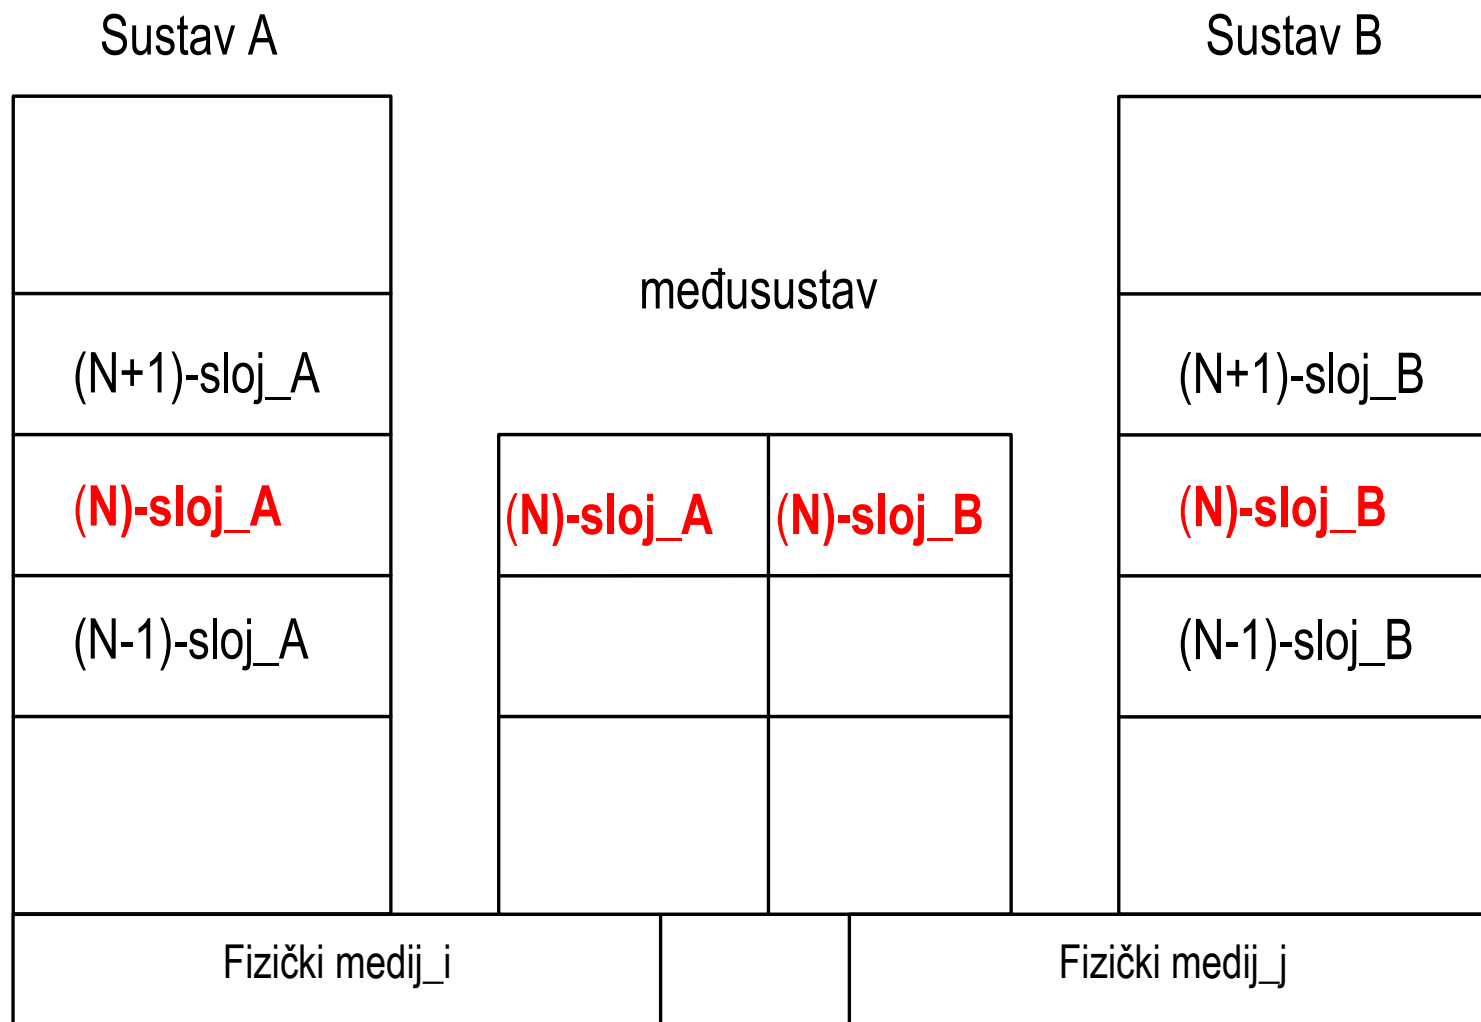 Sustav A
Sustav B
međusustav
(N+1)-sloj_A
(N+1)-sloj_B
(N)-sloj_A
(N)-sloj_A
(N)-sloj_B
(N)-sloj_B
(N-1)-sloj_A
(N-1)-sloj_B
Fizički medij_i
Fizički medij_j